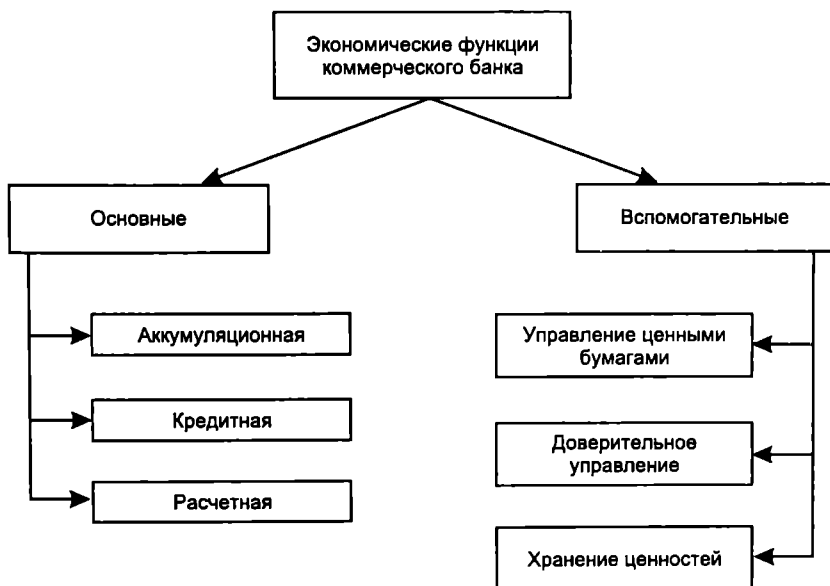 Экономические функции
коммерческого банка
Основные
Вспомогательные
Аккумуляционная
Кредитная
Расчетная
Управление ценными
бумагами
Доверительное
управление
Хранение ценностей